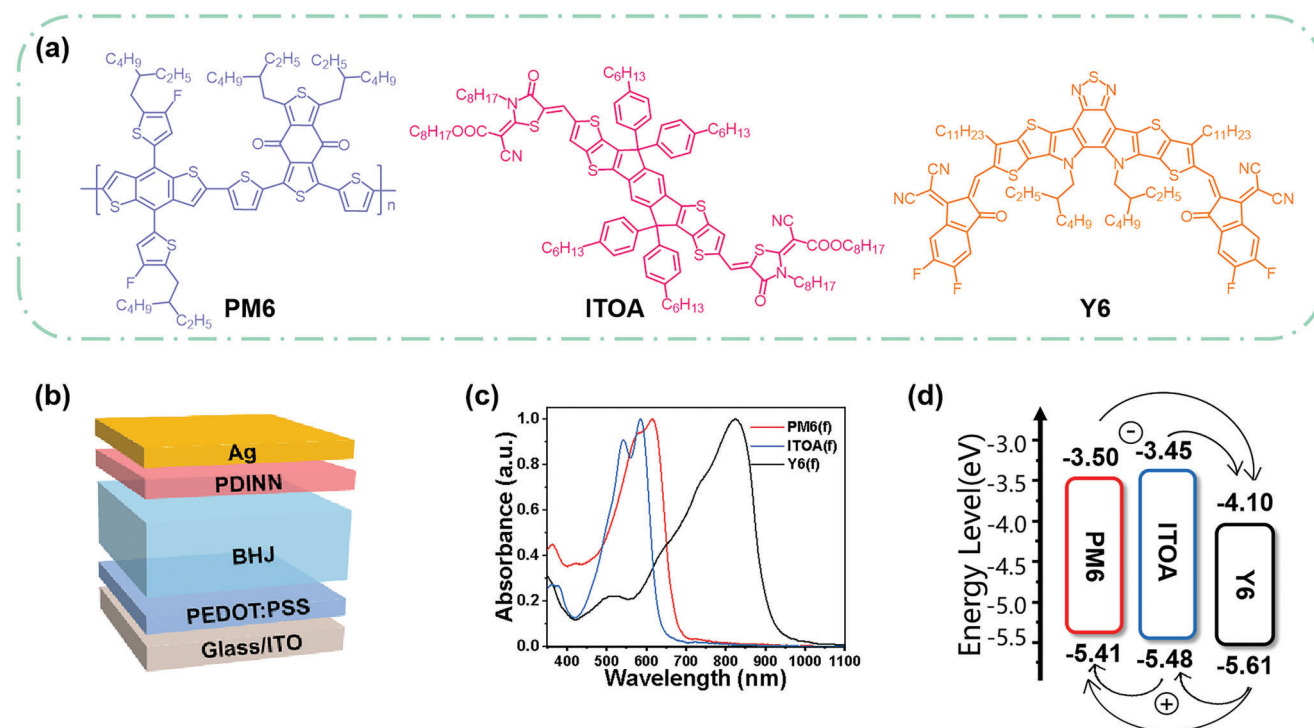 (a)
C4H9
C2H5
F
S
C4H9
C2H5
C2H5
C4H9
S
O
O
S
S
S
S
S
n
S
F
C4H9
C2H5
PM6
C8H17
N
O
S
C8H17OOC
CN
C6H13
C6H13
S
S
S
S
C6H13
C6H13
CN
COOC8H17
S
N
O
C8H17
ITOA
N
S
N
C11H23
C11H23
S
S
S
S
N
N
NC
CN
NC
CN
C2H5
C4H9
C2H5
C4H9
O
O
F
F
F
F
Y6
(b)
Ag
PDINN
BHJ
PEDOT:PSS
Glass/ITO
(c)
Absorbance (a.u.)
1.0
0.8
0.6
0.4
0.2
0.0
PM6(f)
ITOA(f)
Y6(f)
400 500 600 700 800 900 1000 1100
Wavelength (nm)
(d)
Energy Level(eV)
-3.0
-3.5
-4.0
-4.5
-5.0
-5.5
−
-3.50
-3.45
-4.10
PM6
ITOA
Y6
-5.41
-5.48
-5.61
+